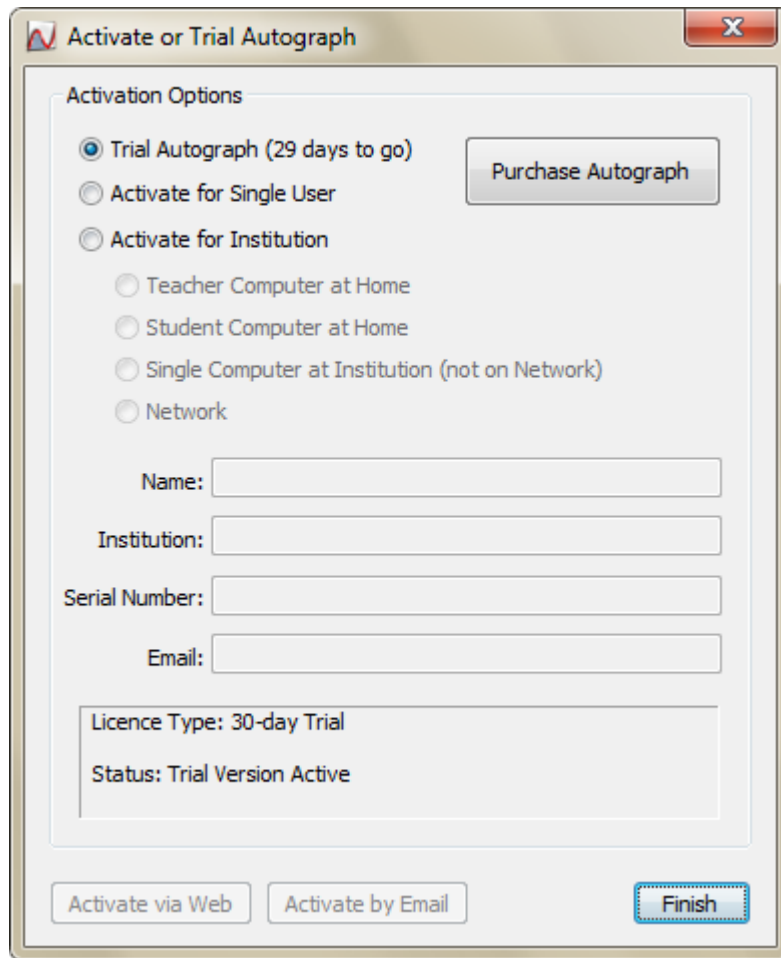 Activate or Trial Autograph
Activation Options
Trial Autograph (29 days to go)
Purchase Autograph
Activate for Single User
Activate for Institution
Teacher Computer at Home
Student Computer at Home
Single Computer at Institution (not on Network)
Network
Name:
Institution:
Serial Number:
Email:
Licence Type: 30-day Trial
Status: Trial Version Active
Activate via Web
Activate by Email
Finish